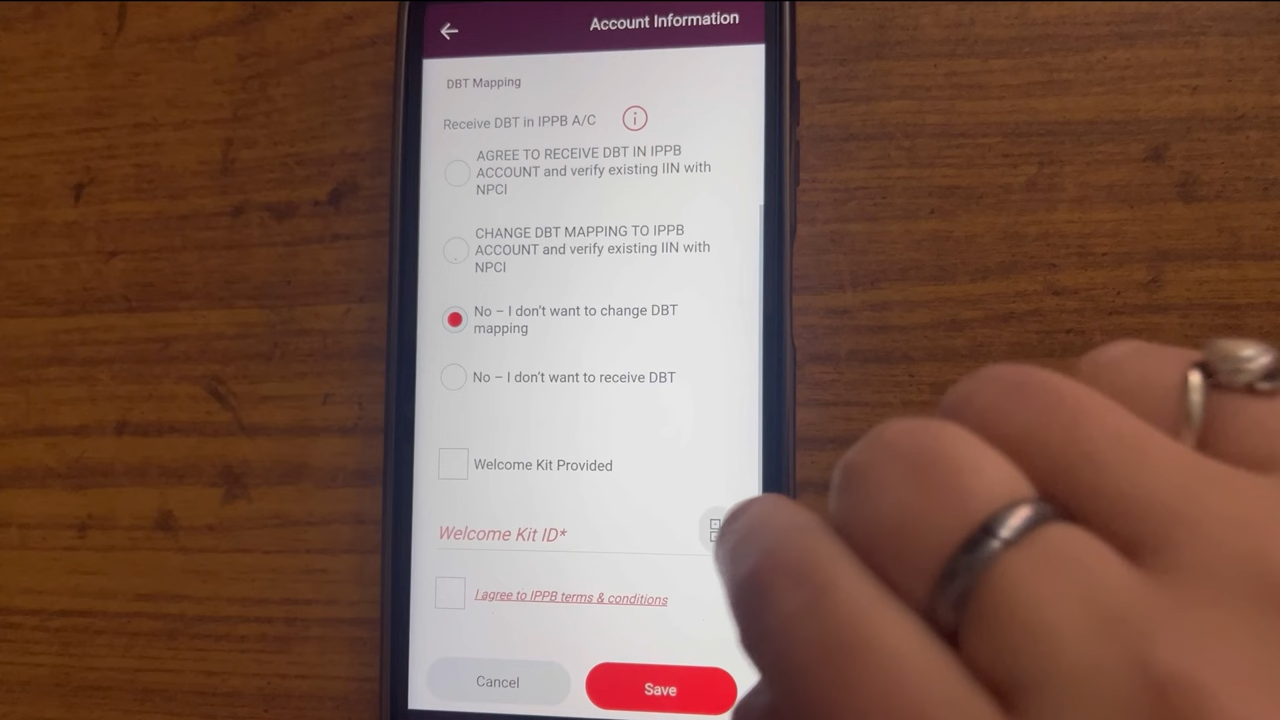 Account Information
DBT Mapping
Receive DBT in IPPB A/C
AGREE TO RECEIVE DBT IN IPPB
ACCOUNT and verify existing IIN with
NPCI
CHANGE DBT MAPPING TO IPPB
ACCOUNT and verify existing IIN with
NPCI
No – I don't want to change DBT
mapping
No – I don't want to receive DBT
Welcome Kit Provided
Welcome Kit ID*
I agree to IPPB terms & conditions
Cancel
Save